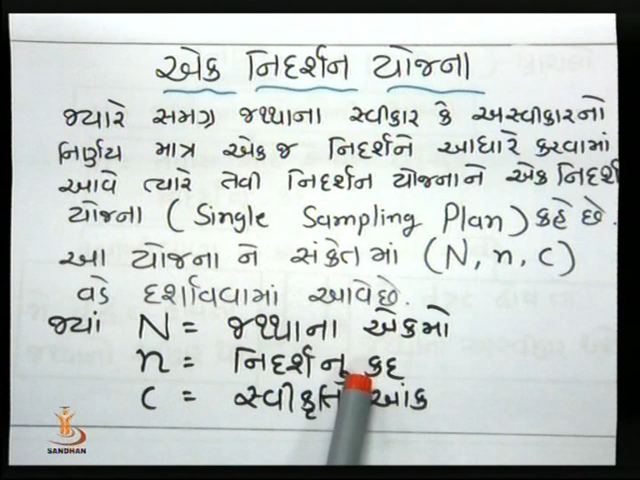 એક નિદર્શન યોજના
જ્યારે સમગ્ર જથ્થાના સ્વીકાર કે અસ્વીકારનો
નિર્ણય માત્ર એક જ નિદર્શને આધારે કરવામાં
આવે ત્યારે તેવી નિદર્શન યોજનાને એક નિદર્શ
યોજના (Single Sampling Plan) કહે છે.
આ યોજના ને સંકેતમાં (N, n, c)
વડે દર્શાવવામાં આવે છે.
જ્યાં N = જથ્થાના એકમો
n = નિદર્શનનુ કદ
c = સ્વીકૃતિ આંક
SANDHAN